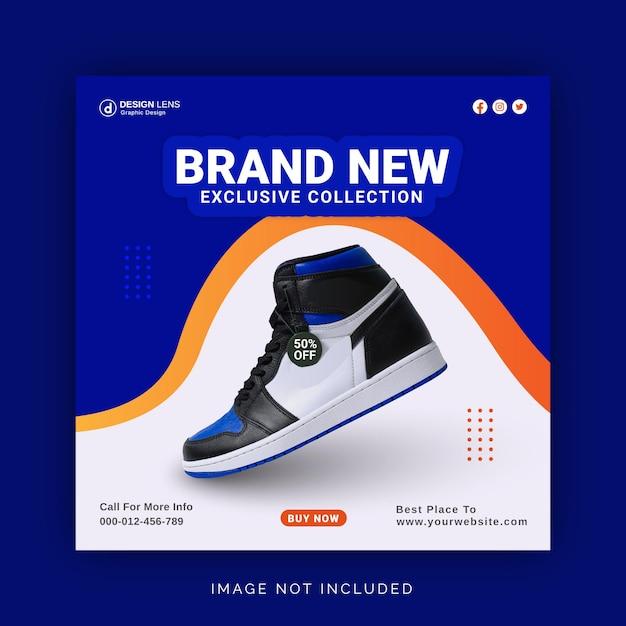 DESIGN LENS
Graphic Design
BRAND NEW
EXCLUSIVE COLLECTION
50%
OFF
Call For More Info
000-012-456-789
BUY NOW
Best Place To
www.yourwebsite.com
IMAGE NOT INCLUDED